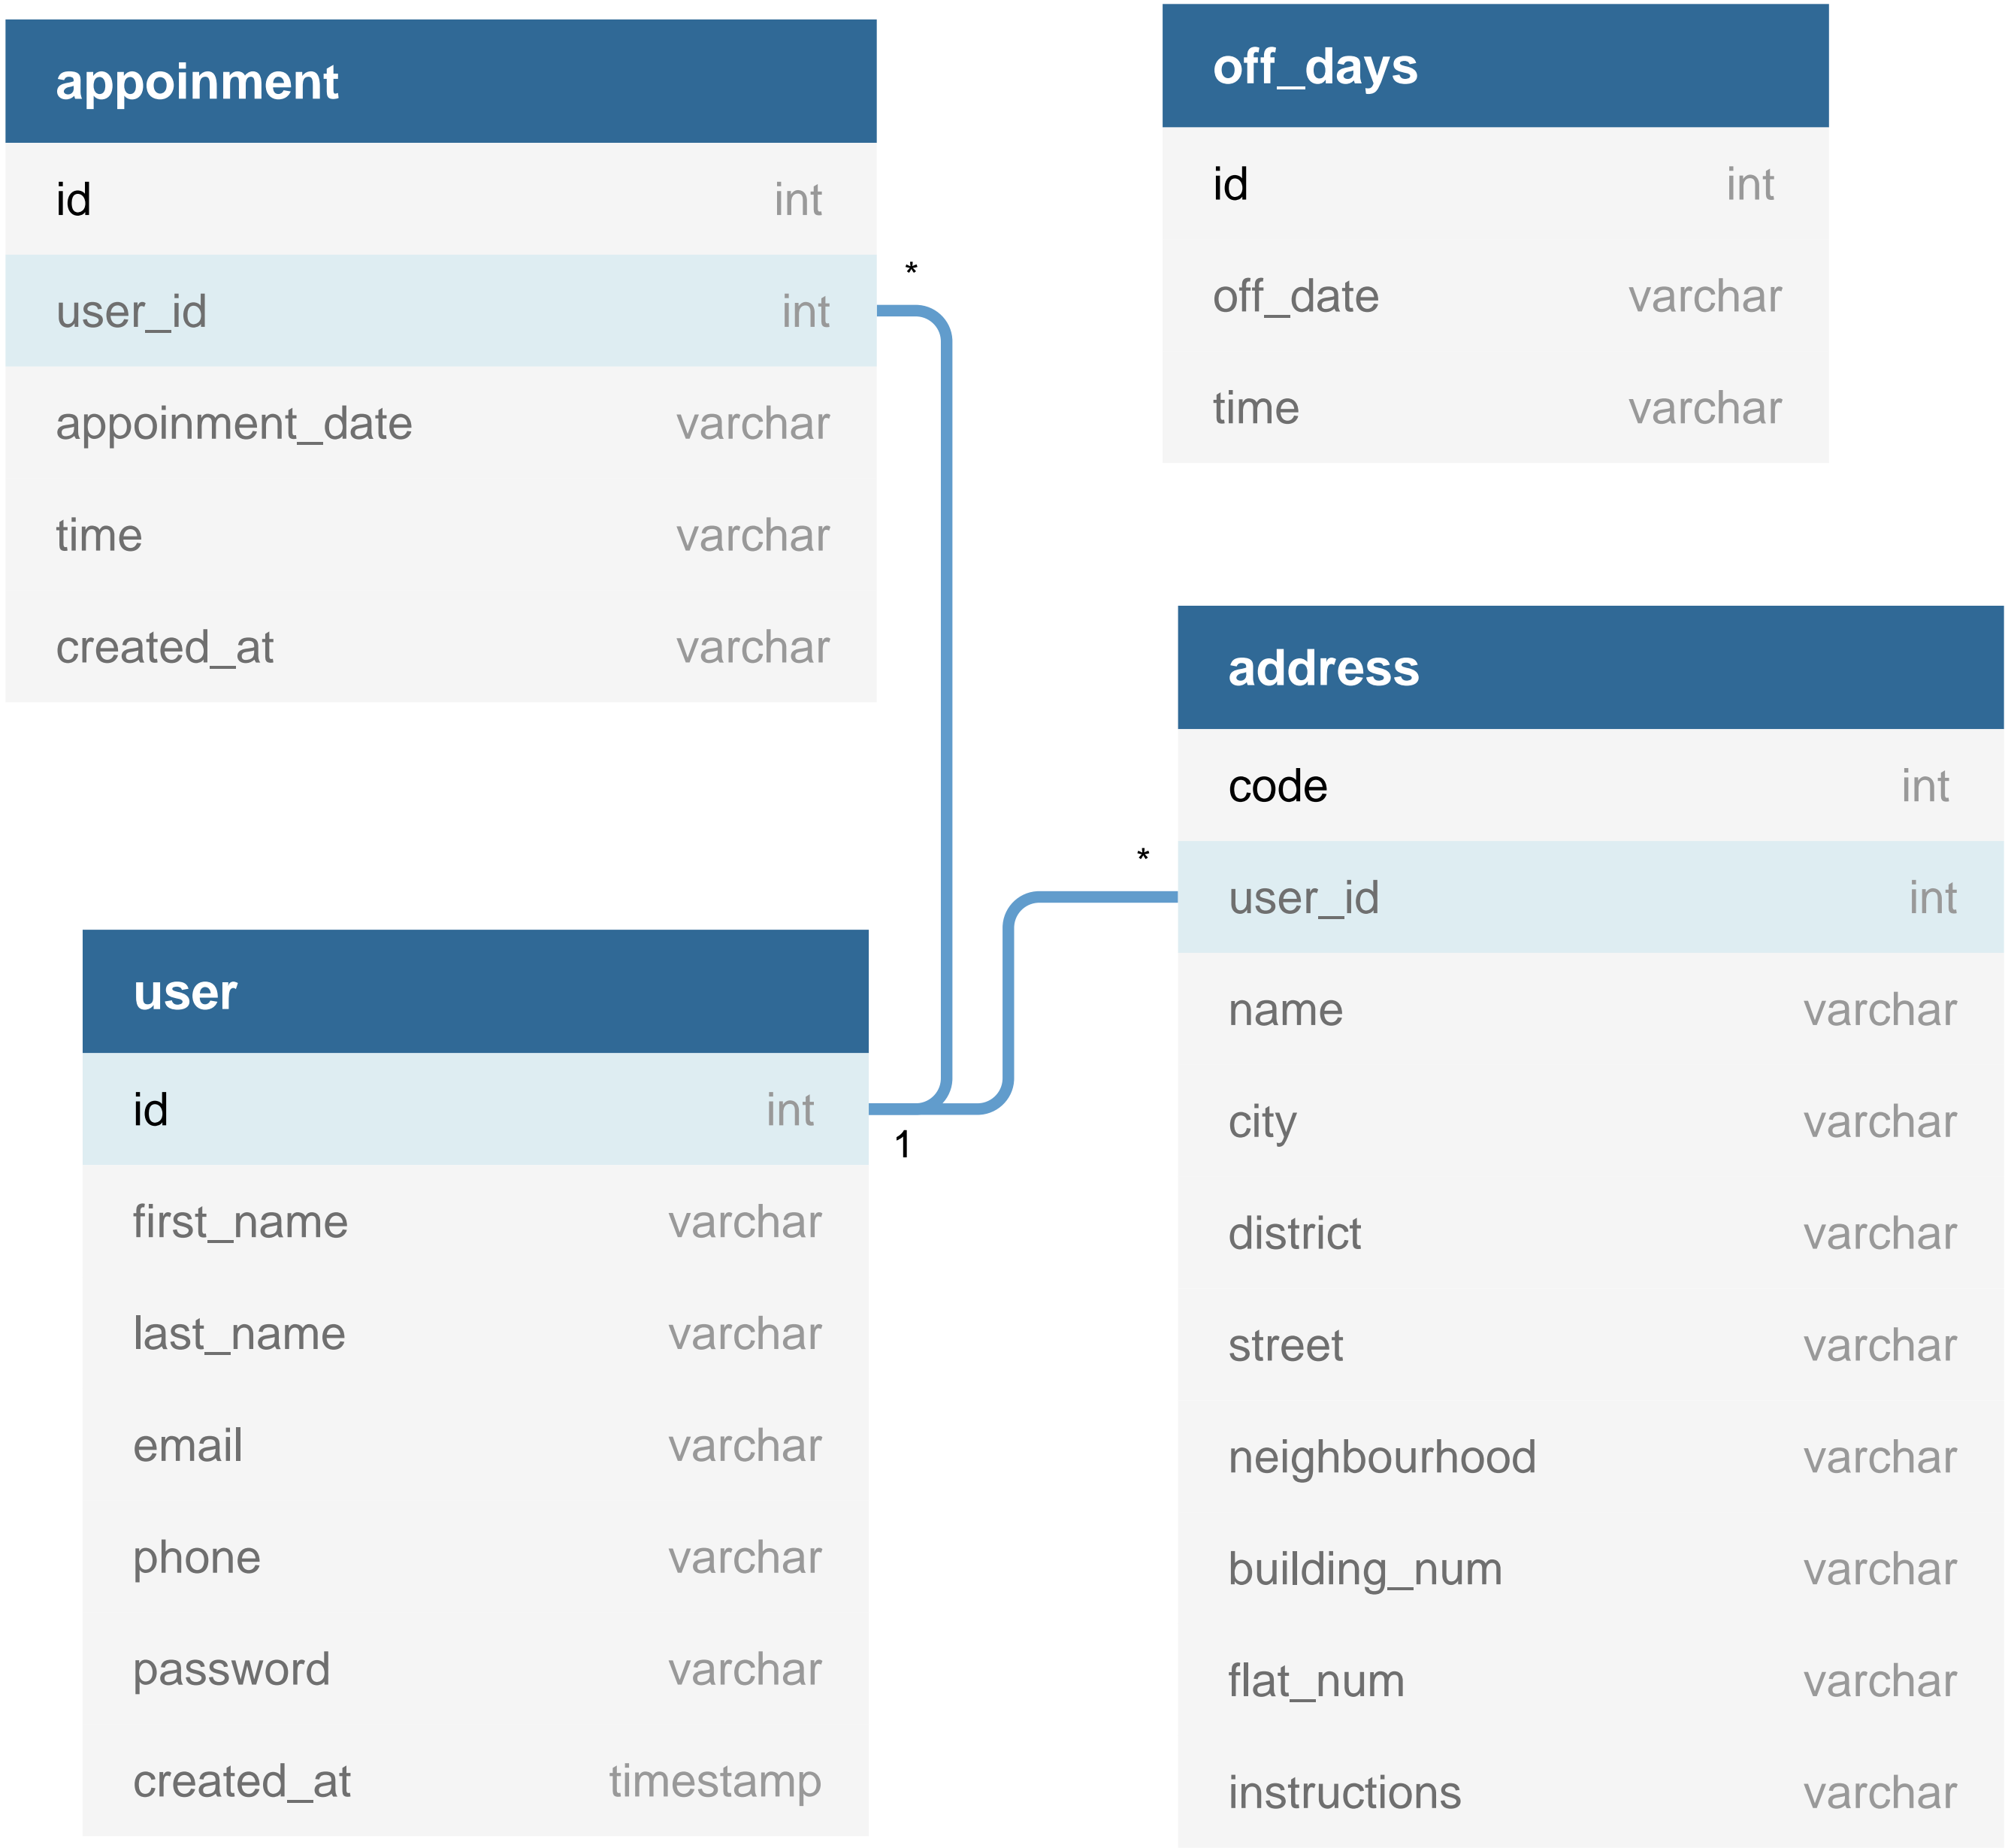 appoinment
id int
user_id int
appoinment_date varchar
time varchar
created_at varchar
off_days
id int
off_date varchar
time varchar
*
*
1
address
code int
user_id int
name varchar
city varchar
district varchar
street varchar
neighbourhood varchar
building_num varchar
flat_num varchar
instructions varchar
user
id int
first_name varchar
last_name varchar
email varchar
phone varchar
password varchar
created_at timestamp